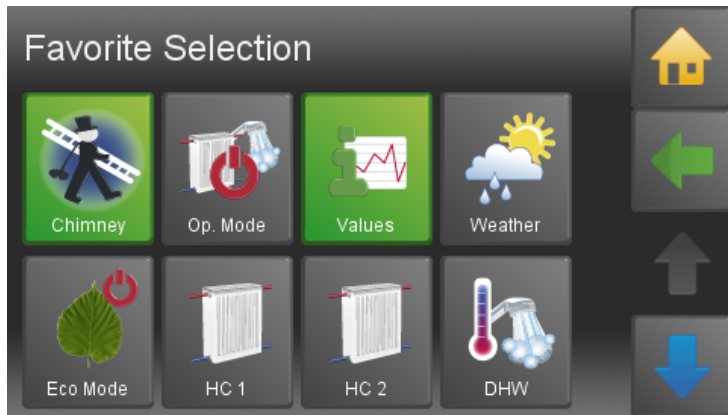 Favorite Selection
Chimney
Op. Mode
Values
Weather
Eco Mode
HC 1
HC 2
DHW